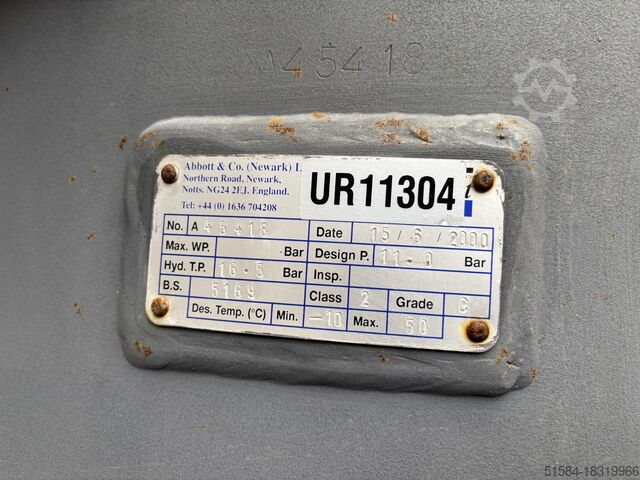 A45418
Abbott & Co. (Newark) L
Northern Road, Newark,
Notts. NG24 2EJ. England.
Tel: +44 (0) 1636 704208
UR11304
No. A 45418 Date 15/6/2000
Max. WP. Bar Design P. 11-0 Bar
Hyd. T.P. 16-5 Bar Insp.
B.S. 5169 Class 2 Grade C
Des. Temp. (°C) Min. -10 Max. 50
51584-18319966